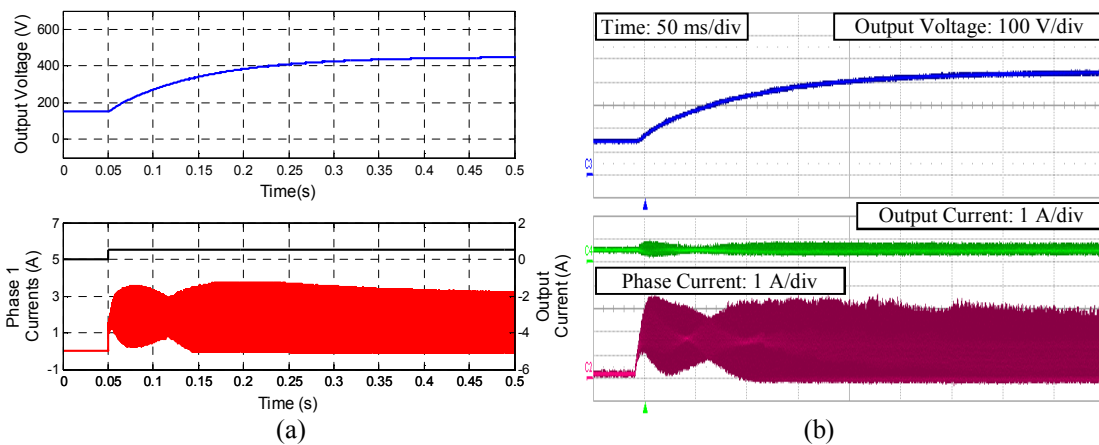 600
400
200
0
Output Voltage (V)
0 0.05 0.1 0.15 0.2 0.25 0.3 0.35 0.4 0.45 0.5
Time(s)
7
5
3
1
-1
Phase 1
Currents (A)
2
0
-2
-4
-6
Output
Current (A)
0 0.05 0.1 0.15 0.2 0.25 0.3 0.35 0.4 0.45 0.5
Time (s)
(a)
Time: 50 ms/div
Output Voltage: 100 V/div
Output Current: 1 A/div
Phase Current: 1 A/div
(b)